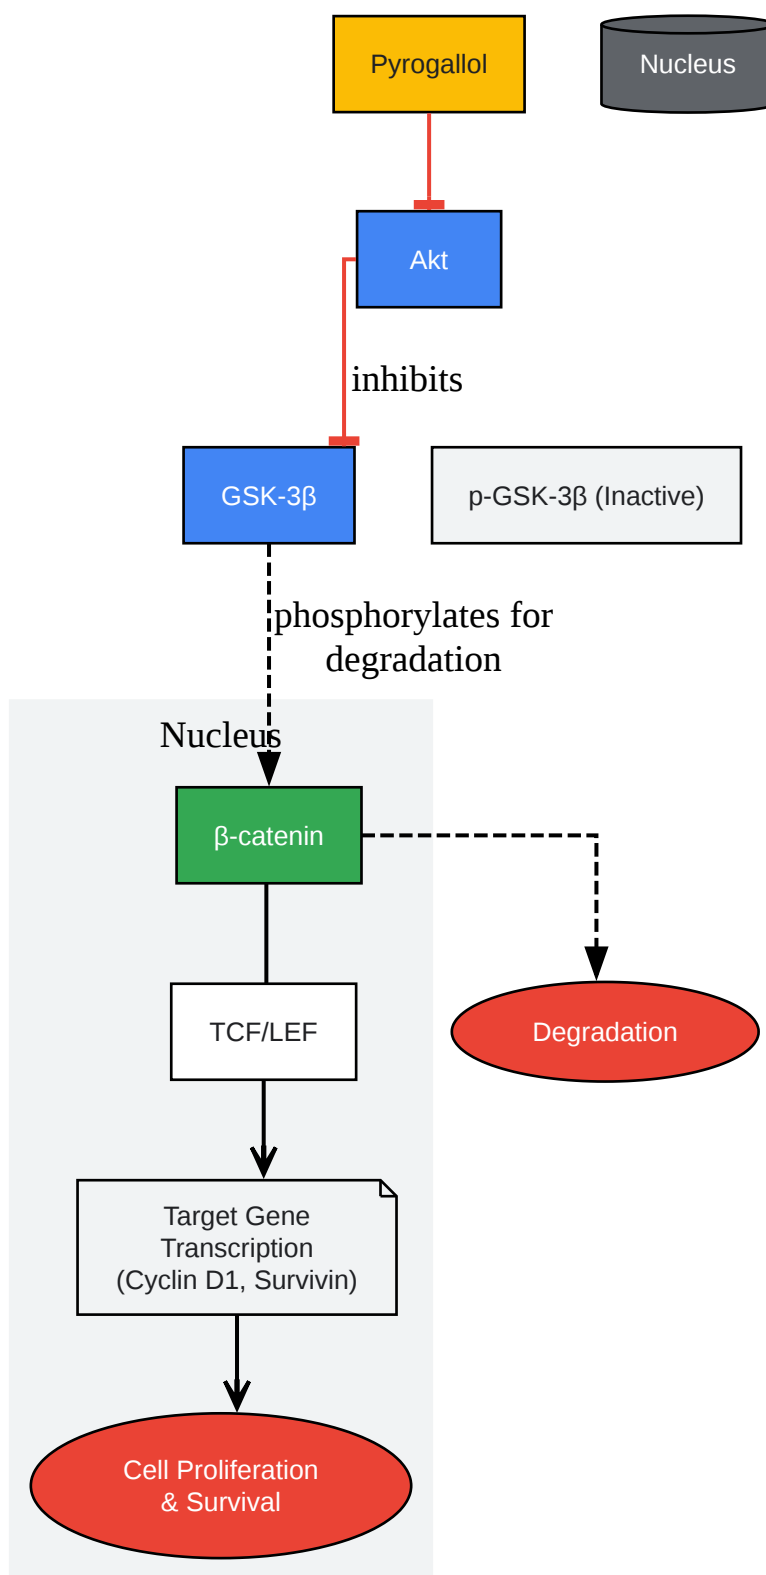 Pyrogallol
Nucleus
Akt
inhibits
GSK-3β
p-GSK-3β (Inactive)
phosphorylates for
degradation
Nucleus
β-catenin
TCF/LEF
Degradation
Target Gene
Transcription
(Cyclin D1, Survivin)
Cell Proliferation
& Survival